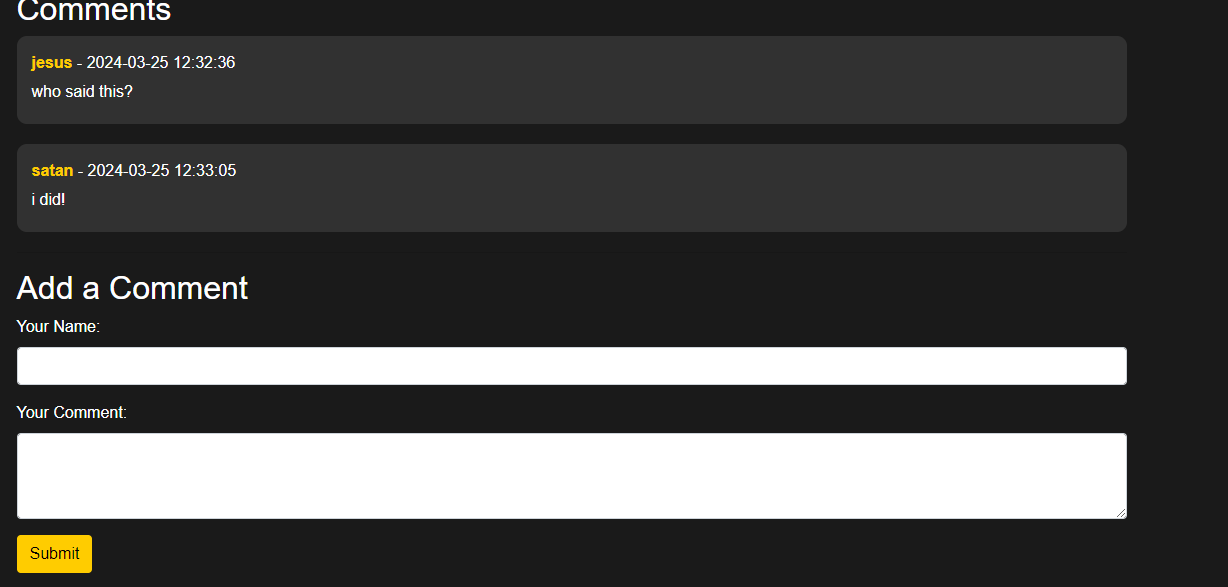 Comments
jesus - 2024-03-25 12:32:36
who said this?
satan - 2024-03-25 12:33:05
i did!
Add a Comment
Your Name:
Your Comment:
Submit